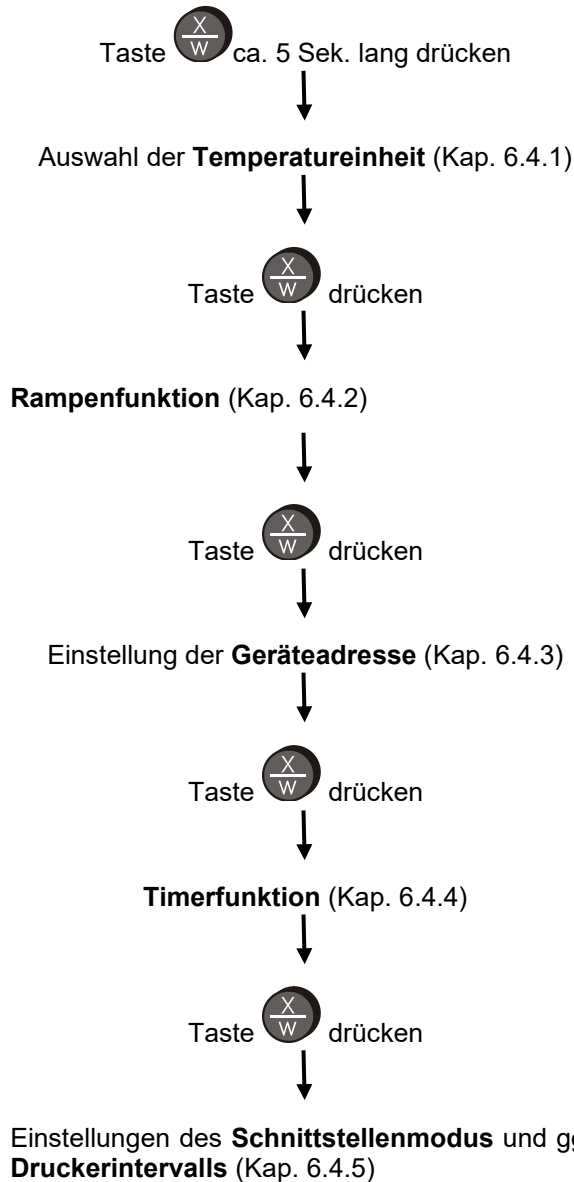 Taste X/W ca. 5 Sek. lang drücken
Auswahl der Temperatureinheit (Kap. 6.4.1)
Taste X/W drücken
Rampenfunktion (Kap. 6.4.2)
Taste X/W drücken
Einstellung der Geräteadresse (Kap. 6.4.3)
Taste X/W drücken
Timerfunktion (Kap. 6.4.4)
Taste X/W drücken
Einstellungen des Schnittstellenmodus und
Druckerintervalls (Kap. 6.4.5)